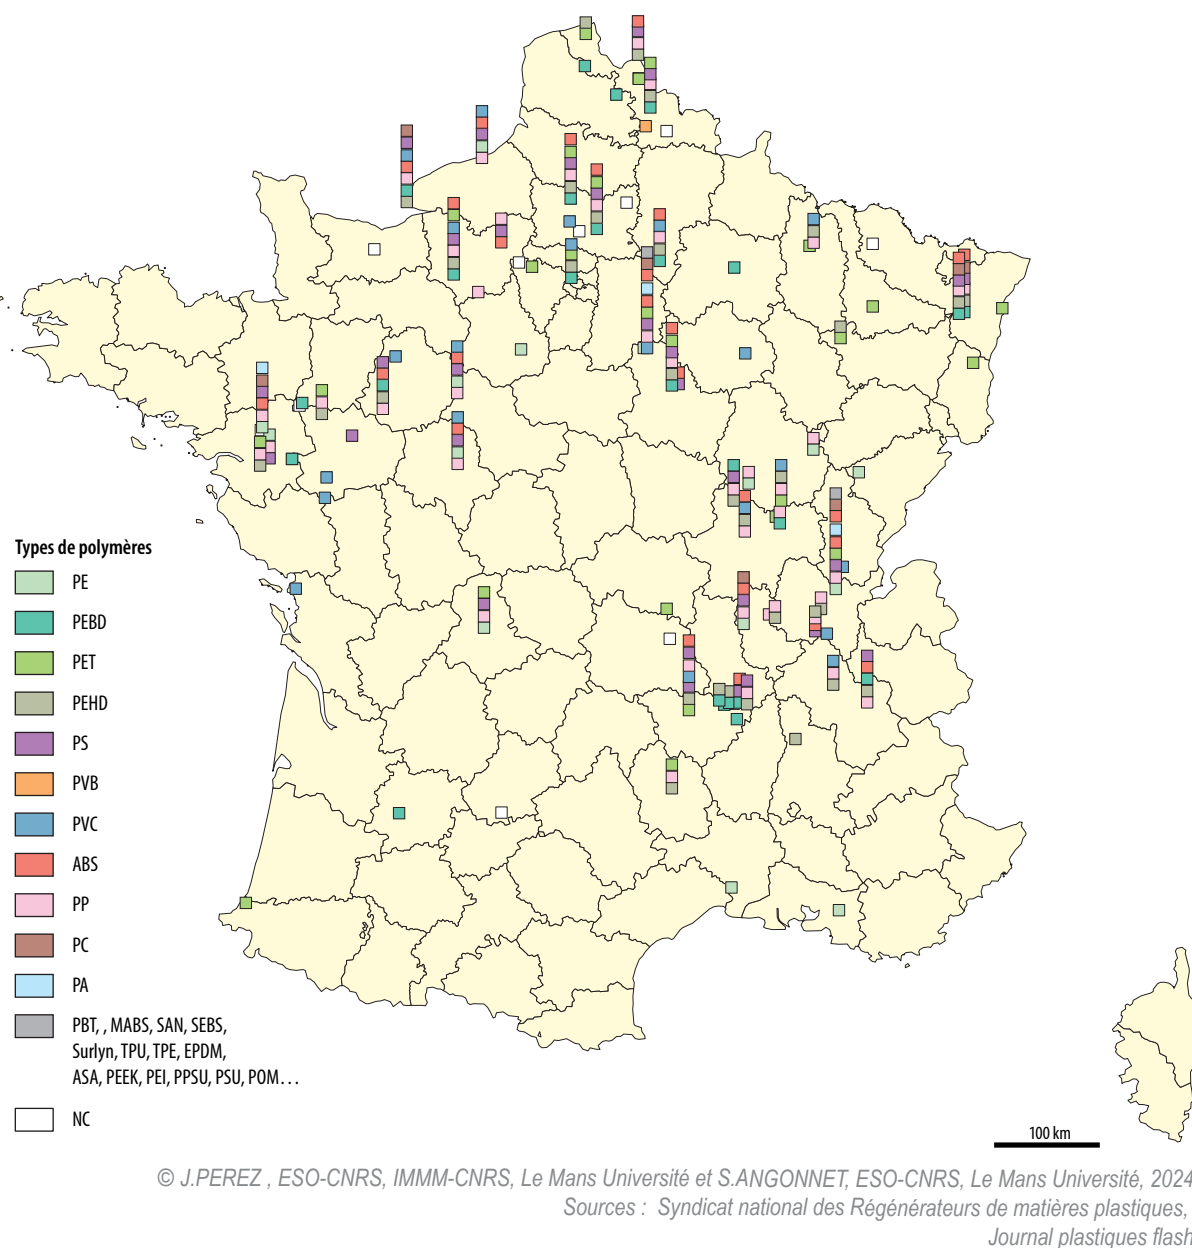 Types de polymères
PE
PEBD
PET
PEHD
PS
PVB
PVC
ABS
PP
PC
PA
PBT, , MABS, SAN, SEBS,
Surlyn, TPU, TPE, EPDM,
ASA, PEEK, PEI, PPSU, PSU, POM…
NC
100 km
© J.PEREZ , ESO-CNRS, IMMM-CNRS, Le Mans Université et S.ANGONNET, ESO-CNRS, Le Mans Université, 2024
Sources : Syndicat national des Régénérateurs de matières plastiques,
Journal plastiques flash